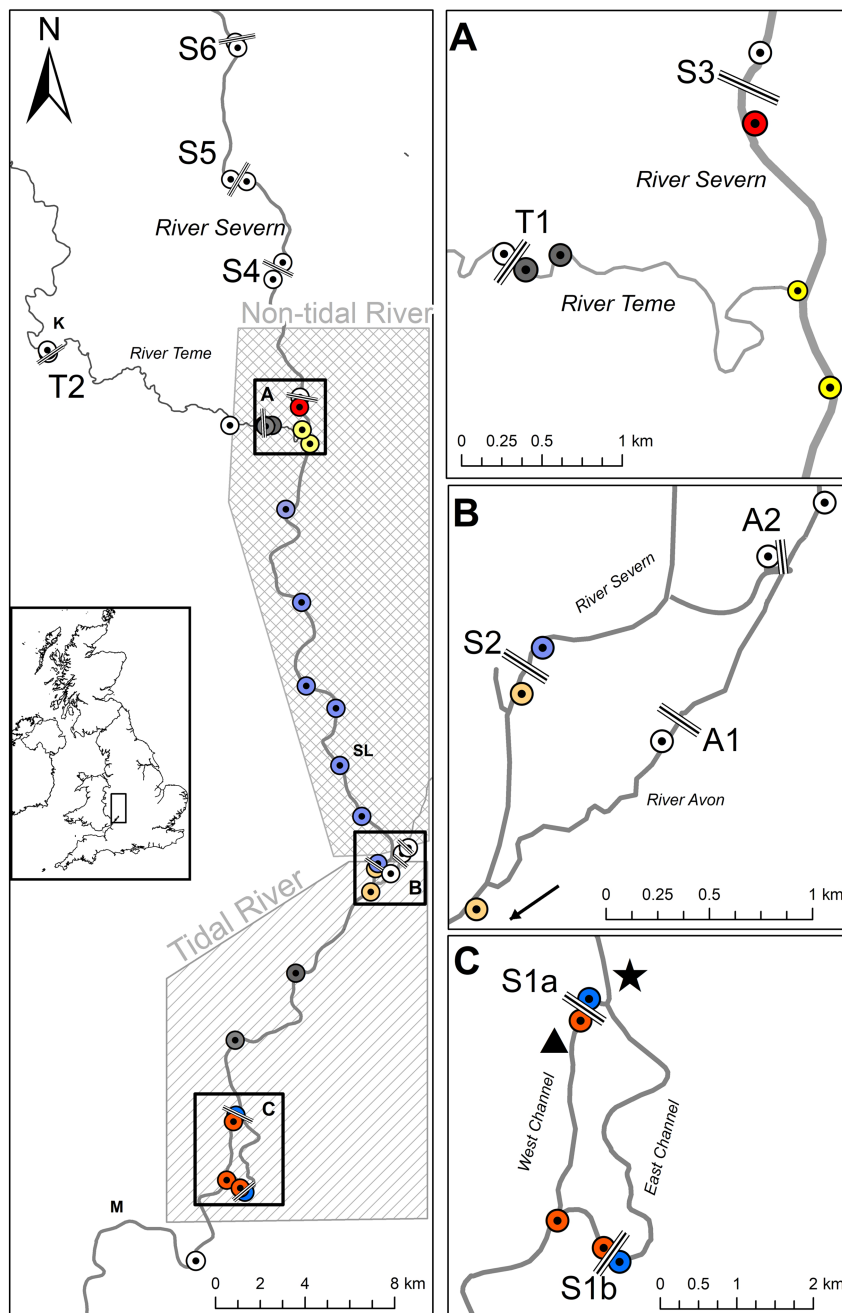 N
S6
S5
River Severn
S4
Non-tidal River
K
River Teme
T2
A
SL
B
Tidal River
C
M
0 2 4 8 km
A
S3
River Severn
T1
River Teme
0 0.25 0.5 1 km
B
A2
River Severn
S2
A1
River Avon
0 0.25 0.5 1 km
C
S1a
West Channel
East Channel
S1b
0 0.5 1 2 km